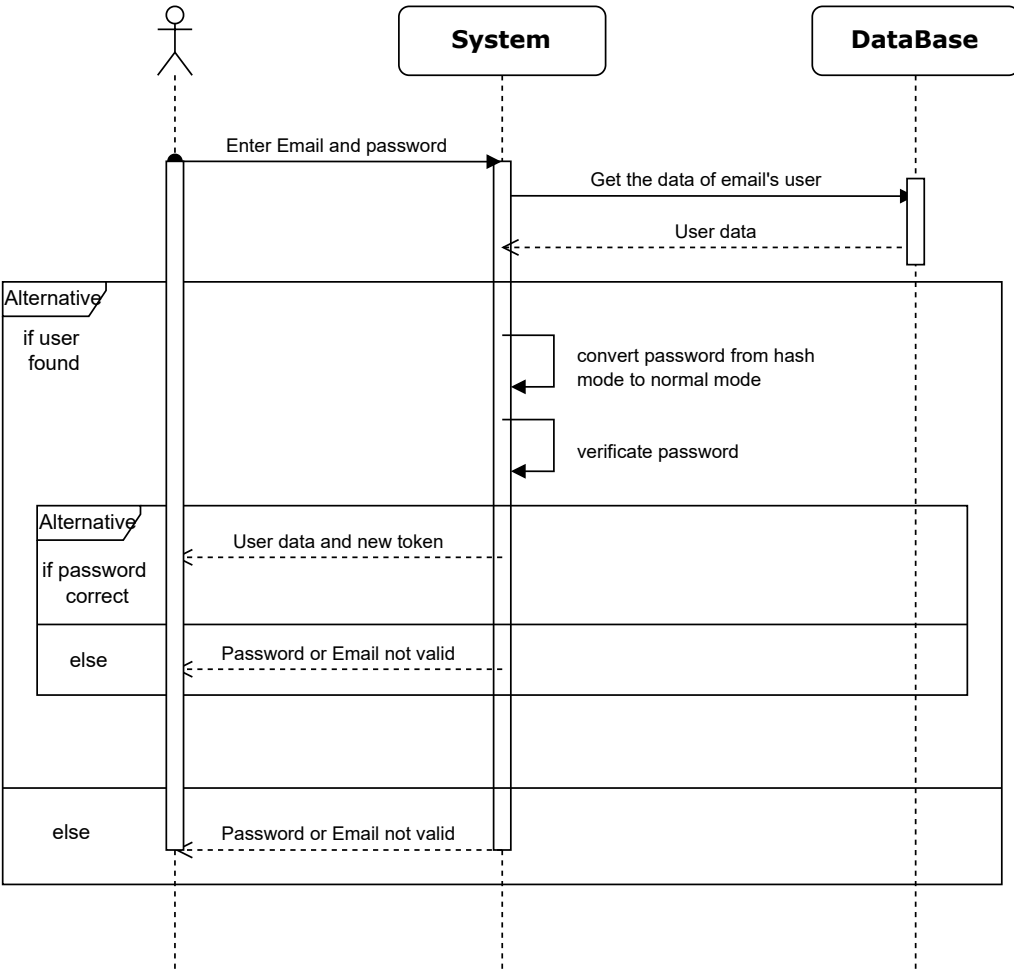 System
DataBase
Enter Email and password
Get the data of email's user
User data
Alternative
if user
found
convert password from hash
mode to normal mode
verificate password
Alternative
User data and new token
if password
correct
else
Password or Email not valid
else
Password or Email not valid